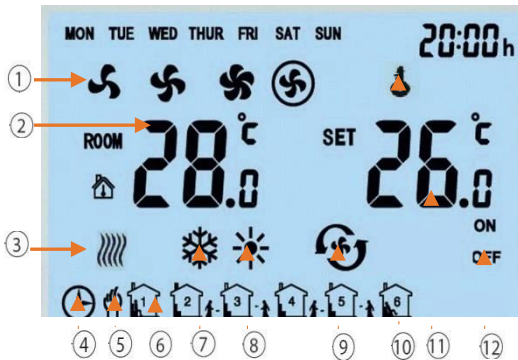 MON TUE WED THUR FRI SAT SUN 20:00h
1
2 ROOM 28.0 °C SET 26.0 °C
3 ON
OFF
1 2 3 4 5 6
4 5 6 7 8 9 10 11 12